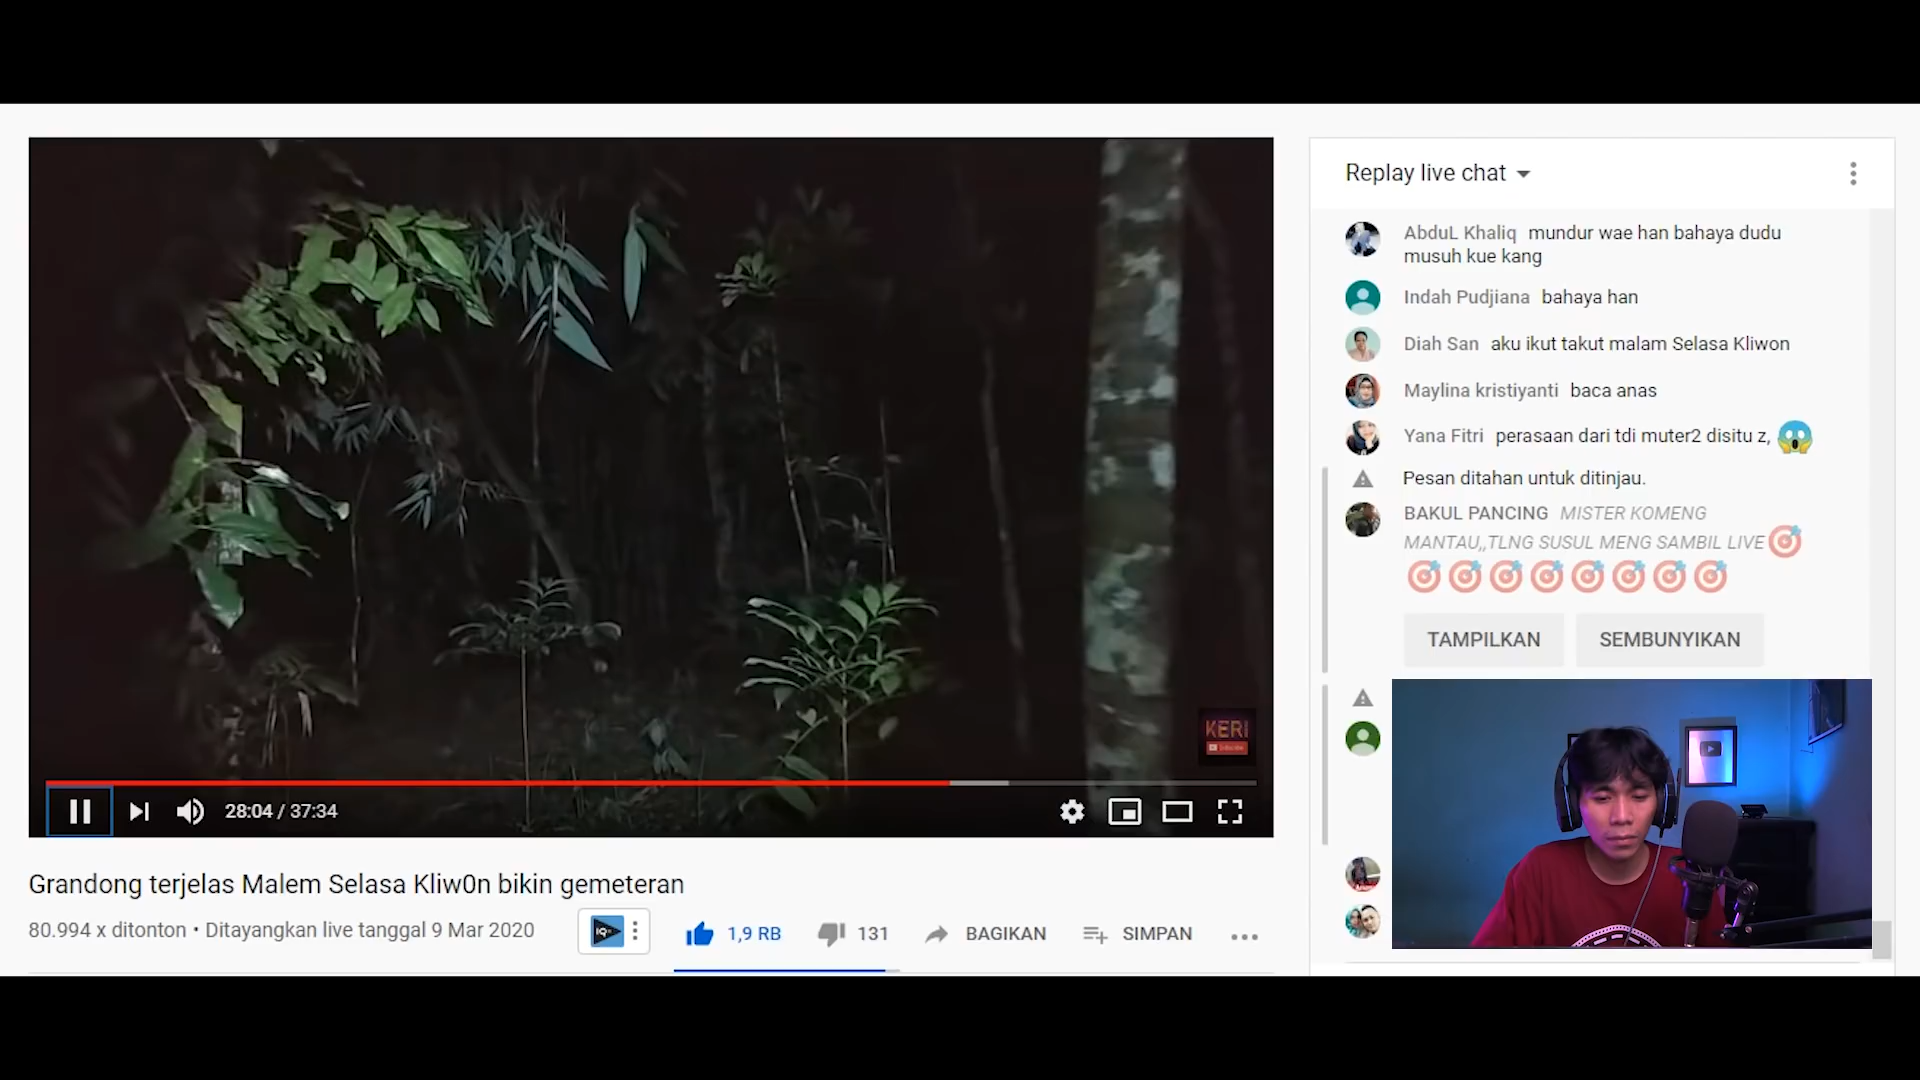 KERI
Subscribe
28:04 / 37:34
Grandong terjelas Malem Selasa Kliw0n bikin gemeteran
80.994 x ditonton • Ditayangkan live tanggal 9 Mar 2020
IQ
1,9 RB
131
BAGIKAN
SIMPAN
Replay live chat
AbduL Khaliq mundur wae han bahaya dudu
musuh kue kang
Indah Pudjiana bahaya han
Diah San aku ikut takut malam Selasa Kliwon
Maylina kristiyanti baca anas
Yana Fitri perasaan dari tdi muter2 disitu z,
Pesan ditahan untuk ditinjau.
BAKUL PANCING MISTER KOMENG
MANTAU,,TLNG SUSUL MENG SAMBIL LIVE
TAMPILKAN
SEMBUNYIKAN